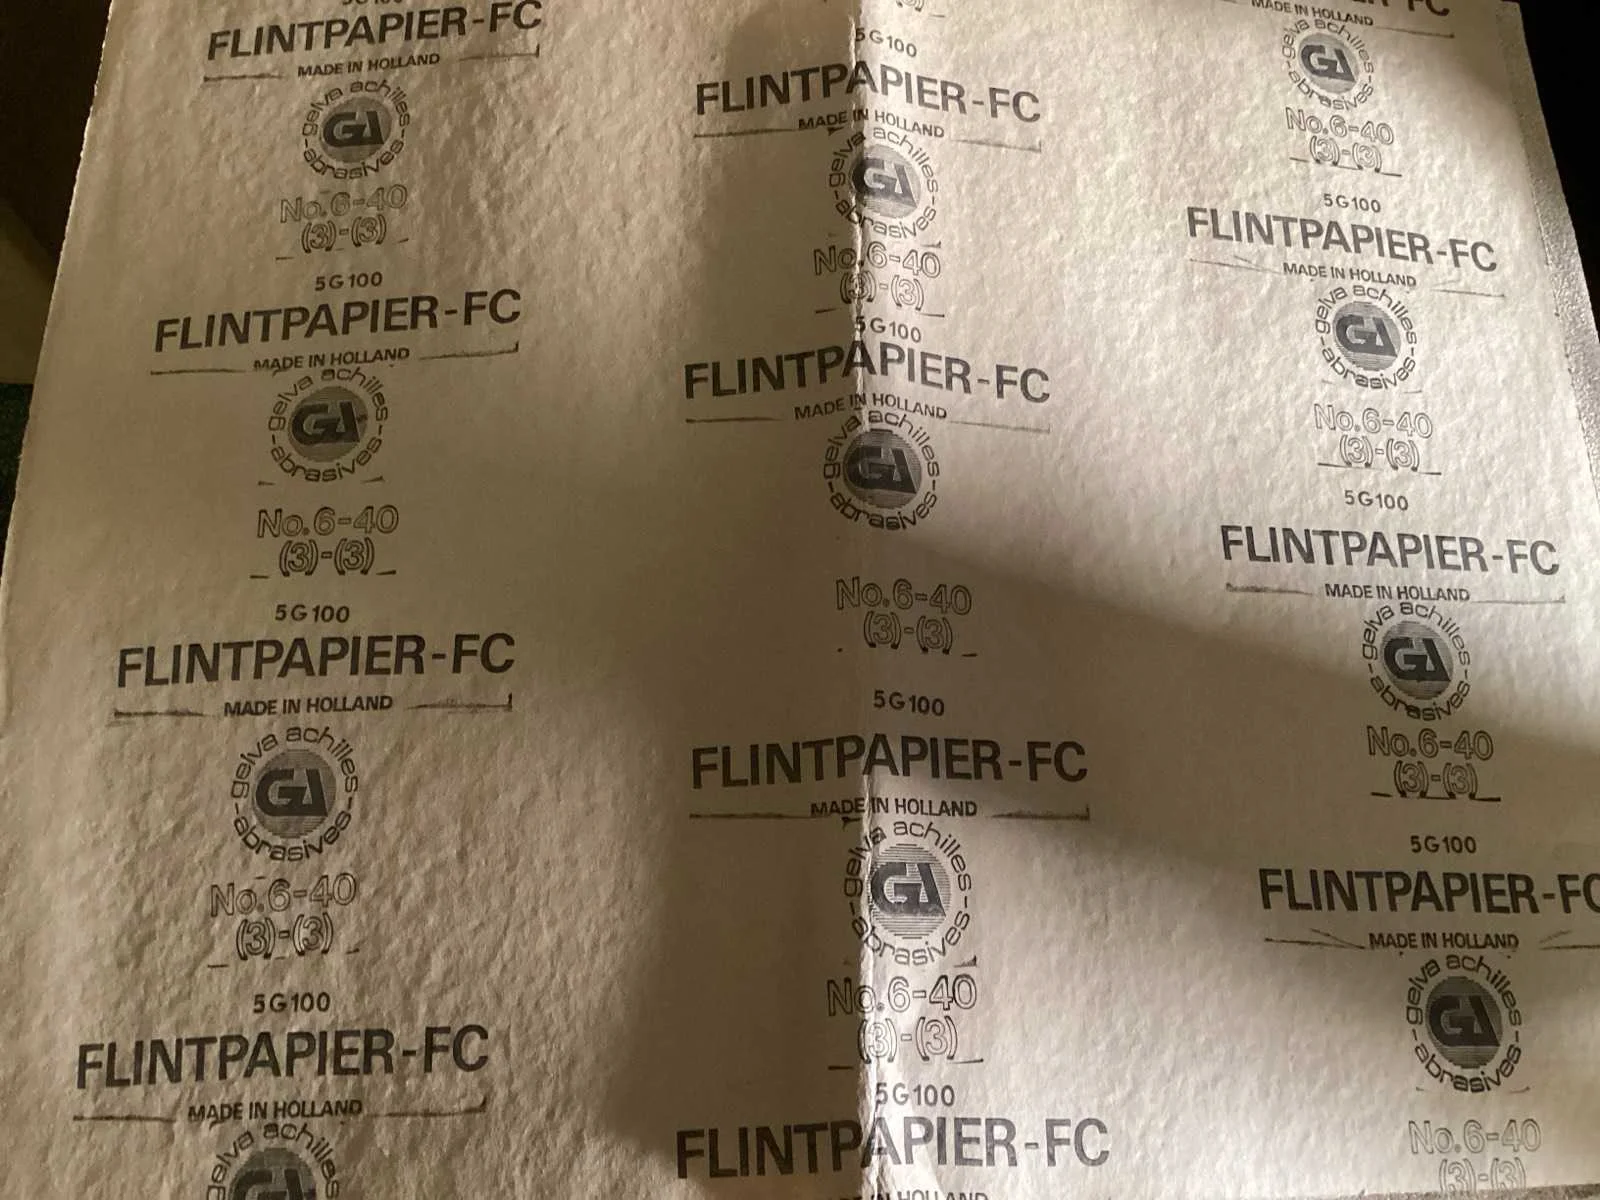 FLINTPAPIER-FC
MADE IN HOLLAND
gelva achilles
GA
-abrasives-
No.6-40
(3)-(3)
5G100
FLINTPAPIER-FC
MADE IN HOLLAND
gelva achilles
GA
-abrasives-
No.6-40
(3)-(3)
5G100
FLINTPAPIER-FC
MADE IN HOLLAND
gelva achilles
GA
-abrasives-
No.6-40
(3)-(3)
5G100
FLINTPAPIER-FC
MADE IN HOLLAND
gelva achilles
GA
5G100
FLINTPAPIER-FC
MADE IN HOLLAND
gelva achilles
GA
-abrasives-
No.6-40
(3)-(3)
5G100
FLINTPAPIER-FC
MADE IN HOLLAND
gelva achilles
GA
-abrasives-
No.6-40
(3)-(3)
5G100
FLINTPAPIER-FC
MADE IN HOLLAND
gelva achilles
GA
-abrasives-
No.6-40
(3)-(3)
5G100
FLINTPAPIER-FC
HOLLAND
MADE IN HOLLAND
gelva achilles
GA
-abrasives-
No.6-40
(3)-(3)
5G100
FLINTPAPIER-FC
MADE IN HOLLAND
gelva achilles
GA
-abrasives-
No.6-40
(3)-(3)
5G100
FLINTPAPIER-FC
MADE IN HOLLAND
gelva achilles
GA
-abrasives-
No.6-40
(3)-(3)
5G100
FLINTPAPIER-FC
MADE IN HOLLAND
gelva achilles
GA
-abrasives-
No.6-40
(3)-(3)